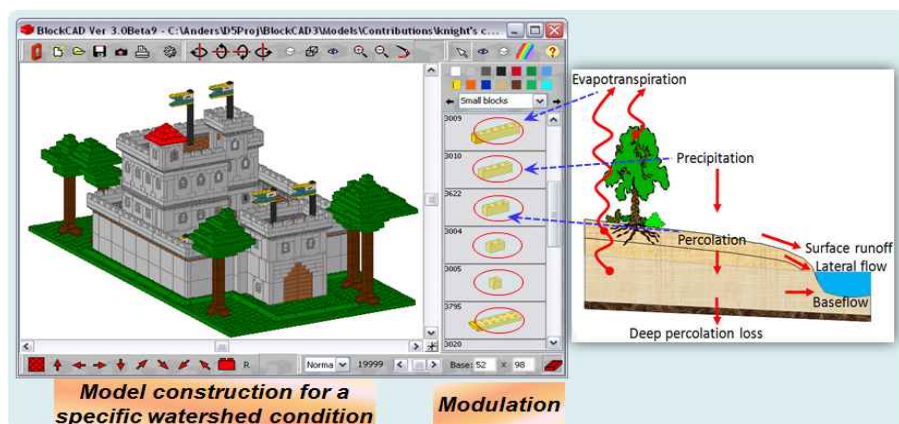 BlockCAD Ver 3.0Beta9 - C:\Anders\D5Proj\BlockCAD3\Models\Contributions\knight's c...
Small blocks
3009
3010
3622
3004
3005
3795
3020
R.
Norma
19999
Base: 52 x 98
Evapotranspiration
Precipitation
Percolation
Surface runoff
Lateral flow
Baseflow
Deep percolation loss
Model construction for a
specific watershed condition
Modulation